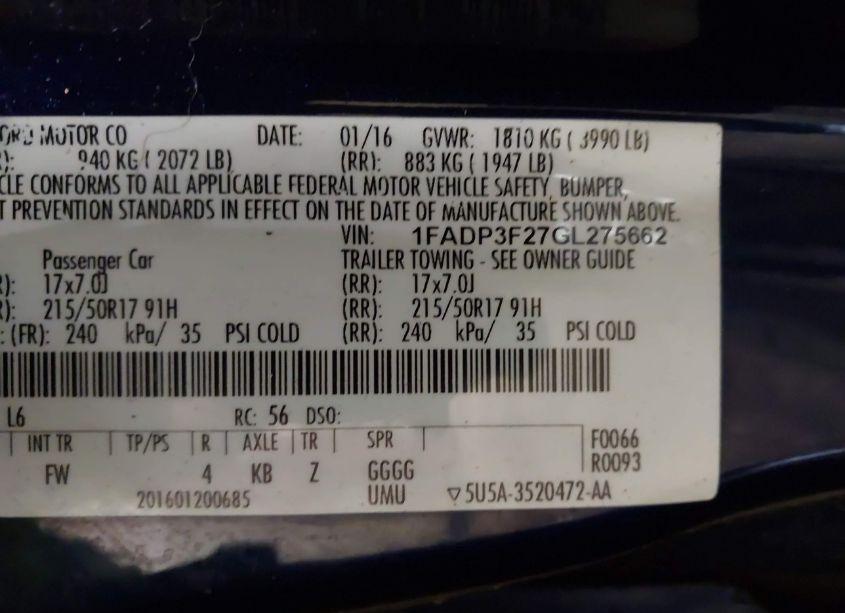 ORD MOTOR CO DATE: 01/16 GVWR: 1810 KG ( 3990 LB)
R): 940 KG ( 2072 LB) (RR): 883 KG ( 1947 LB)
CLE CONFORMS TO ALL APPLICABLE FEDERAL MOTOR VEHICLE SAFETY, BUMPER,
T PREVENTION STANDARDS IN EFFECT ON THE DATE OF MANUFACTURE SHOWN ABOVE.
VIN: 1FADP3F27GL275662
Passenger Car TRAILER TOWING - SEE OWNER GUIDE
R): 17x7.0J (RR): 17x7.0J
R): 215/50R17 91H (RR): 215/50R17 91H
: (FR): 240 kPa/ 35 PSI COLD (RR): 240 kPa/ 35 PSI COLD
L6 RC: 56 DSO:
INT TR TP/PS R AXLE TR SPR F0066
R0093
FW 4 KB Z GGGG
201601200685 UMU ▽5U5A-3520472-AA